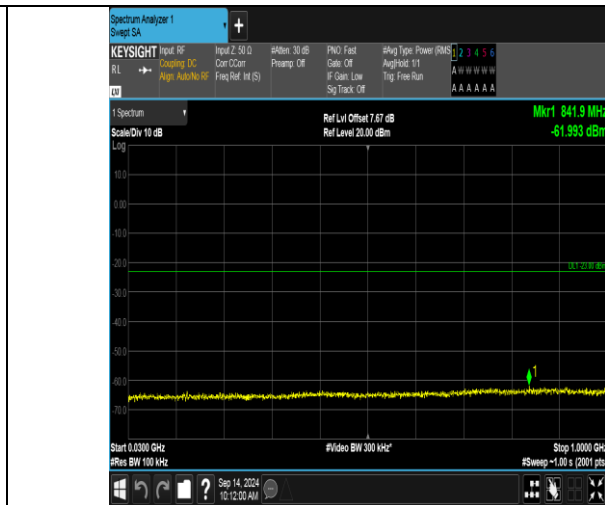 Spectrum Analyzer 1
Swept SA
+
KEYSIGHT Input: RF Input Z: 50 Ω #Atten: 30 dB PNO: Fast #Avg Type: Power (RMS 1 2 3 4 5 6
RL Coupling: DC Corr CCorr Preamp: Off Gate: Off Avg|Hold: 1/1 A W W W W W
Align: Auto/No RF Freq Ref: Int (S) IF Gain: Low Trig: Free Run
Sig Track: Off A A A A A A
1 Spectrum Ref Lvl Offset 7.67 dB Mkr1 841.9 MHz
Scale/Div 10 dB Ref Level 20.00 dBm -61.993 dBm
Log
10.0
0.00
-10.0
-20.0
DL1 -23.00 dBm
-30.0
-40.0
-50.0
1
-60.0
-70.0
Start 0.0300 GHz #Video BW 300 kHz* Stop 1.0000 GHz
#Res BW 100 kHz #Sweep ~1.00 s (2001 pts
? Sep 14, 2024
10:12:00 AM